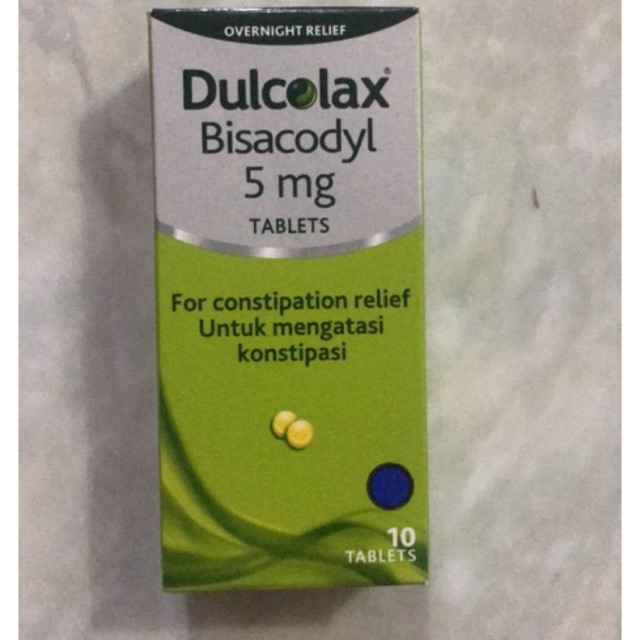 OVERNIGHT RELIEF
Dulcolax®
Bisacodyl
5 mg
TABLETS
For constipation relief
Untuk mengatasi
konstipasi
10
TABLETS